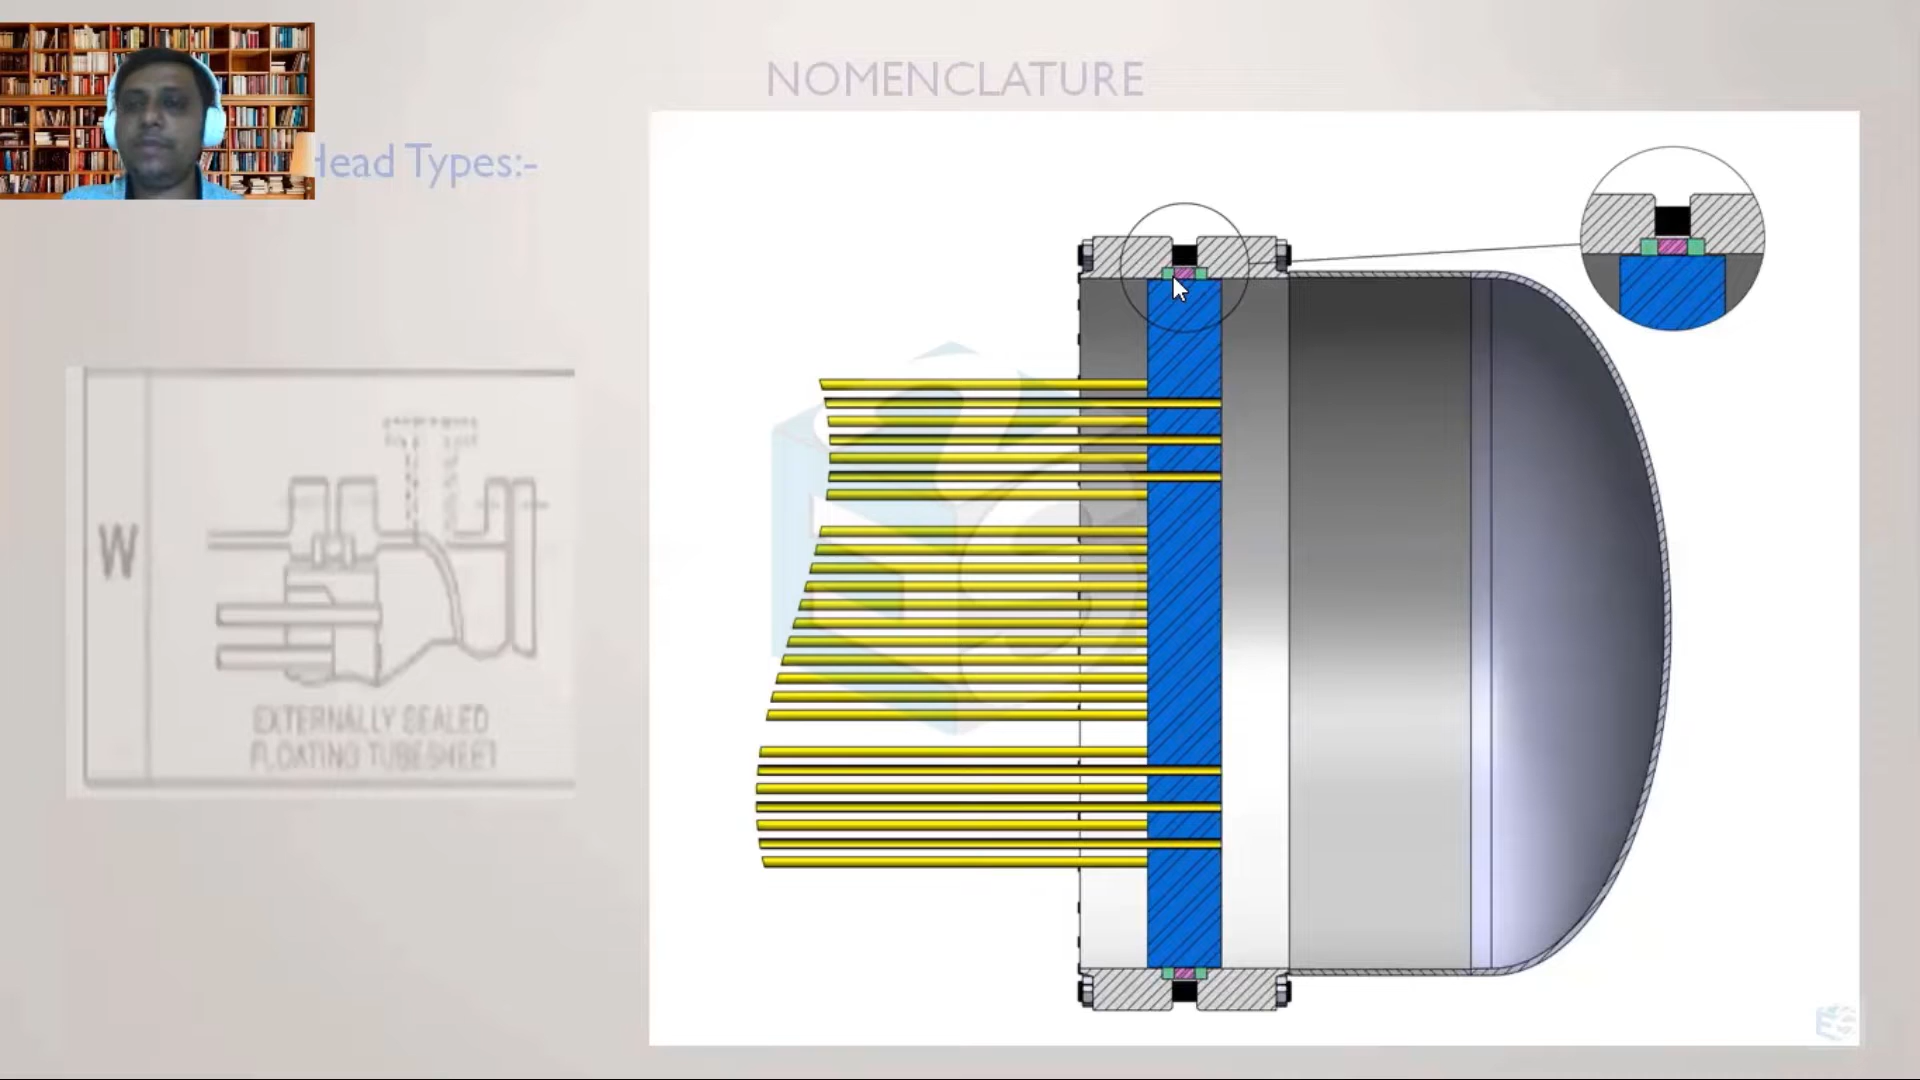 NOMENCLATURE
Head Types:-
W
EXTERNALLY SEALED
FLOATING TUBESHEET